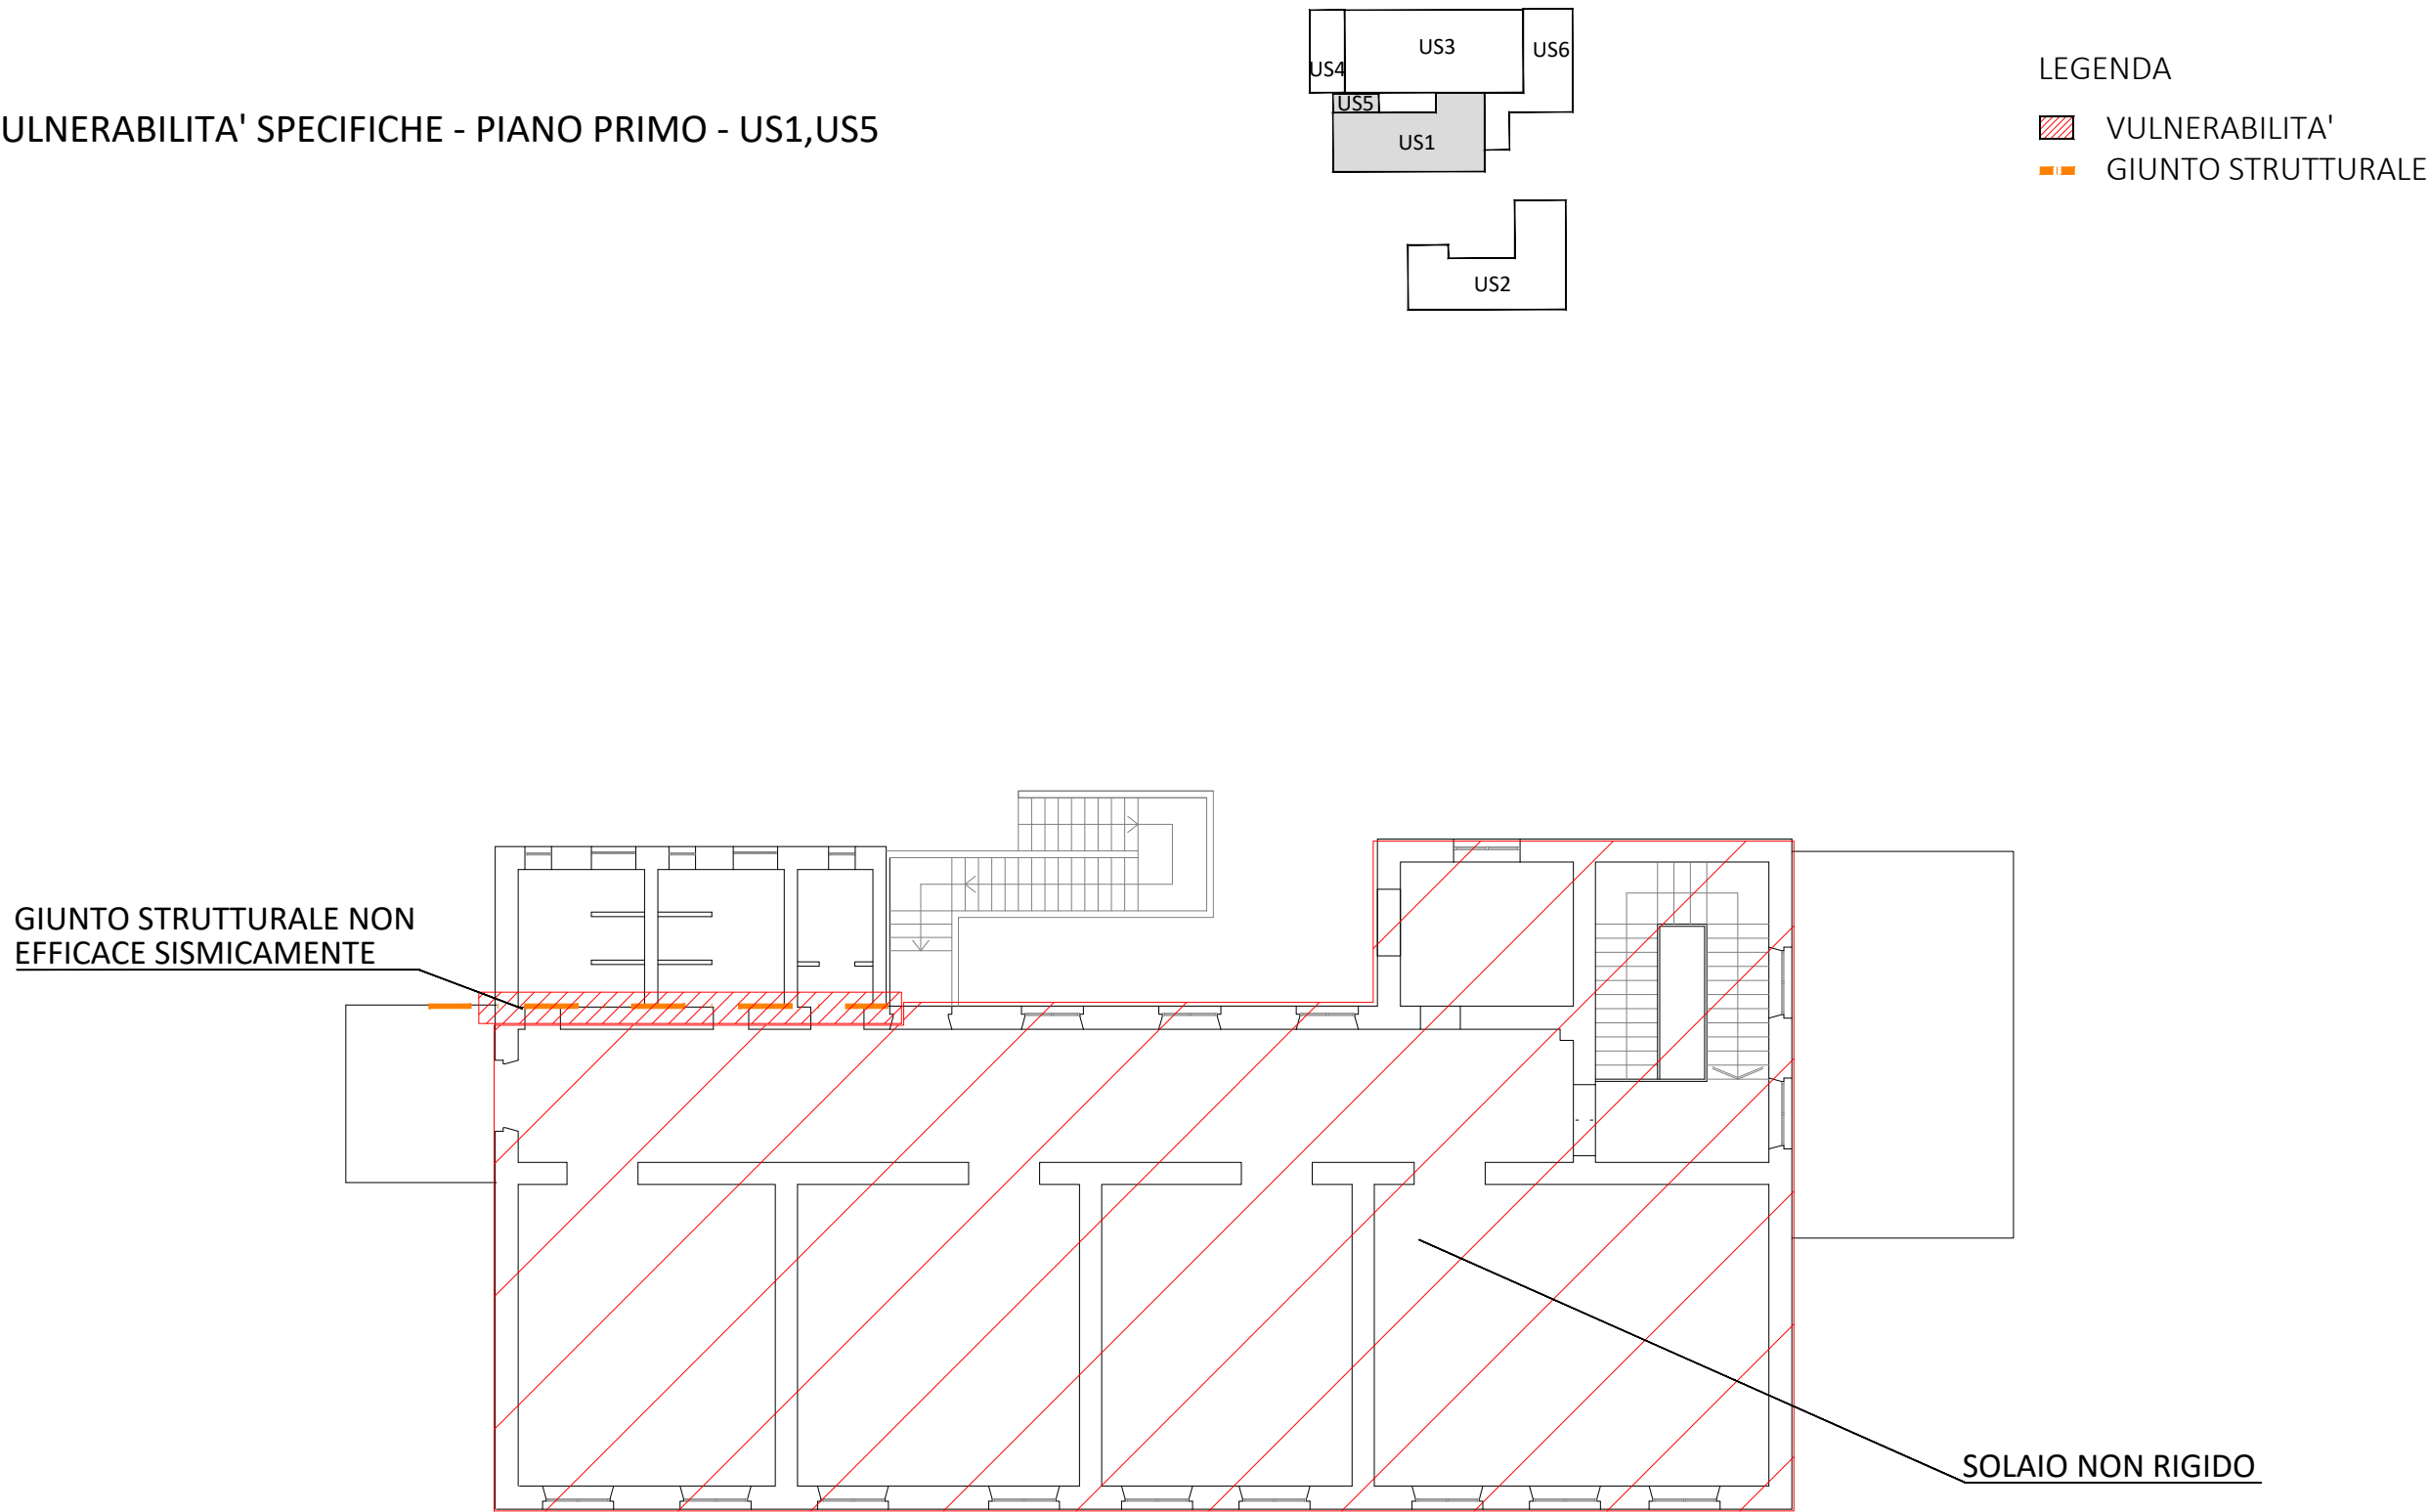 US3
US6
US4
US5
US1
US2
LEGENDA
VULNERABILITA'
GIUNTO STRUTTURALE
ULNERABILITA' SPECIFICHE - PIANO PRIMO - US1,US5
GIUNTO STRUTTURALE NON
EFFICACE SISMICAMENTE
SOLAIO NON RIGIDO